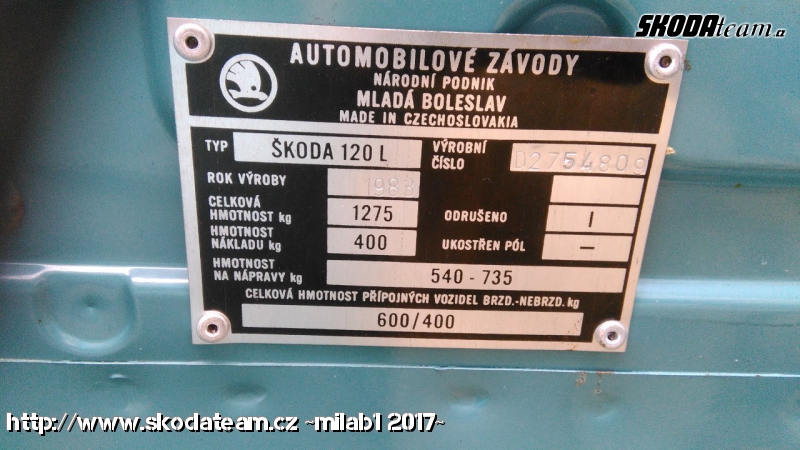 ŠKODAteam.cz
AUTOMOBILOVÉ ZÁVODY
NÁRODNÍ PODNIK
MLADÁ BOLESLAV
MADE IN CZECHOSLOVAKIA
TYP ŠKODA 120 L VÝROBNÍ ČÍSLO 02754809
ROK VÝROBY 1988
CELKOVÁ HMOTNOST kg 1275 ODRUŠENO I
HMOTNOST NÁKLADU kg 400 UKOSTŘEN PÓL –
HMOTNOST NA NÁPRAVY kg 540 - 735
CELKOVÁ HMOTNOST PŘÍPOJNÝCH VOZIDEL BRZD.-NEBRZD. kg
600/400
http://www.skodateam.cz ~milab1 2017~